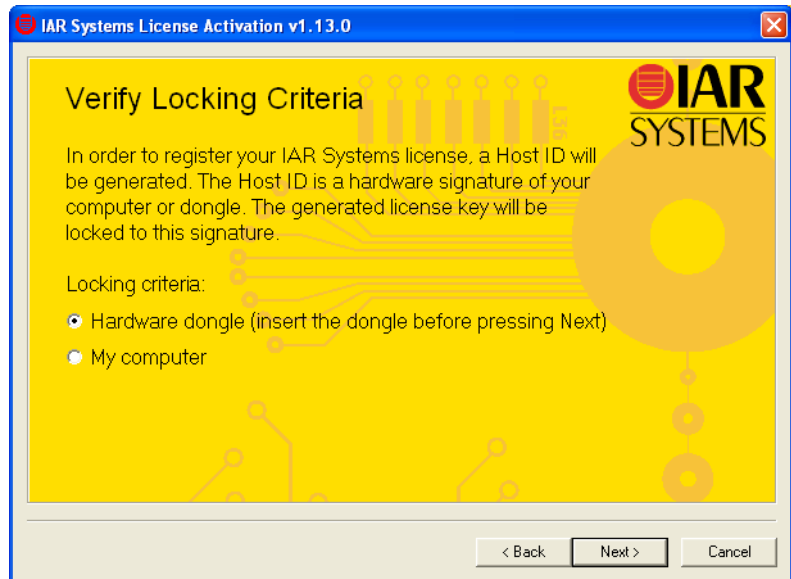 IAR Systems License Activation v1.13.0
Verify Locking Criteria
IAR
SYSTEMS
L36
In order to register your IAR Systems license, a Host ID will
be generated. The Host ID is a hardware signature of your
computer or dongle. The generated license key will be
locked to this signature.
Locking criteria:
Hardware dongle (insert the dongle before pressing Next)
My computer
< Back
Next >
Cancel